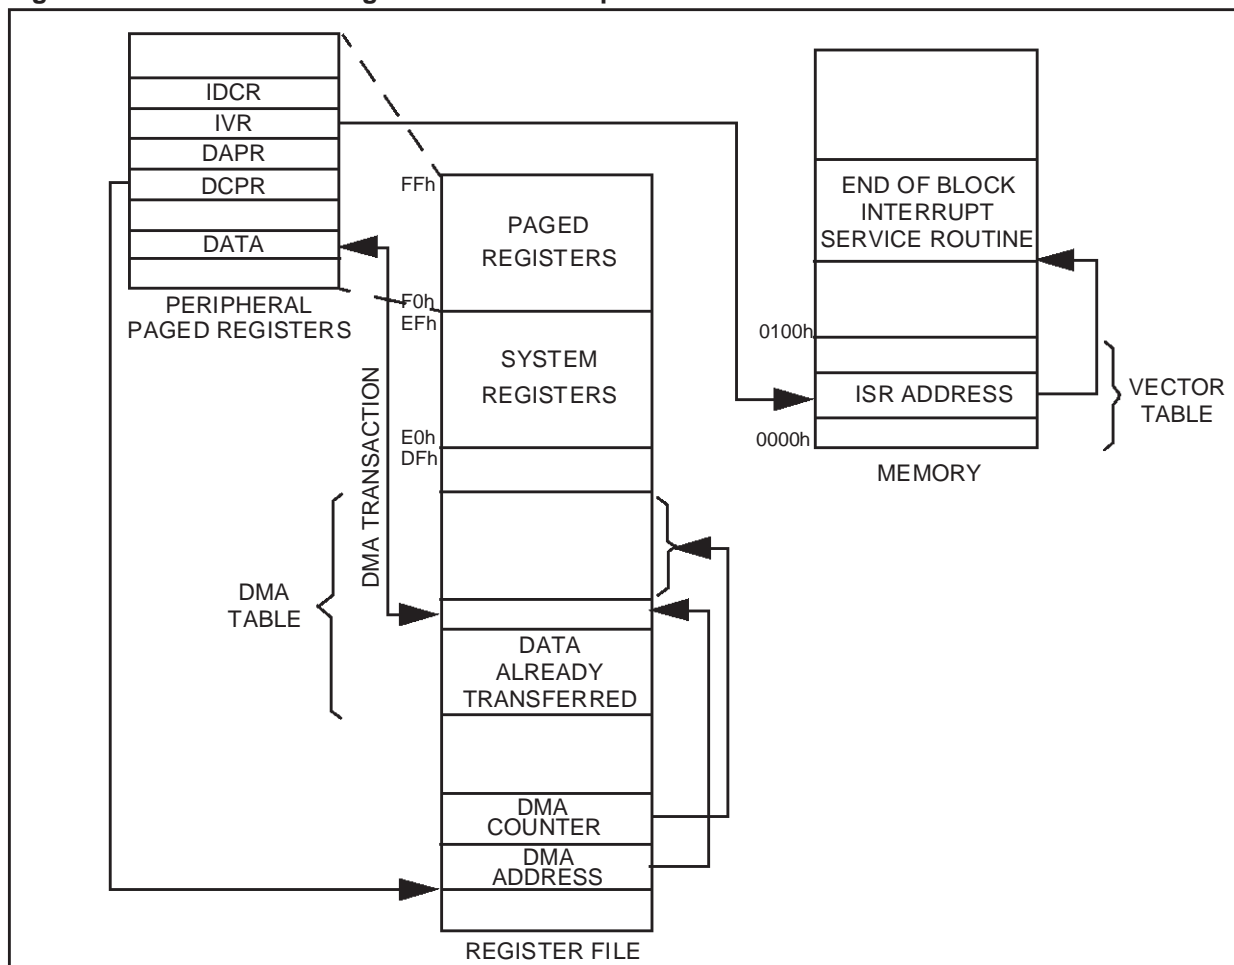 IDCR
IVR
DAPR
DCPR
DATA
PERIPHERAL
PAGED REGISTERS
DMA TRANSACTION
DMA
TABLE
FFh
F0h
EFh
E0h
DFh
PAGED
REGISTERS
SYSTEM
REGISTERS
DATA
ALREADY
TRANSFERRED
DMA
COUNTER
DMA
ADDRESS
REGISTER FILE
END OF BLOCK
INTERRUPT
SERVICE ROUTINE
0100h
ISR ADDRESS
0000h
MEMORY
VECTOR
TABLE